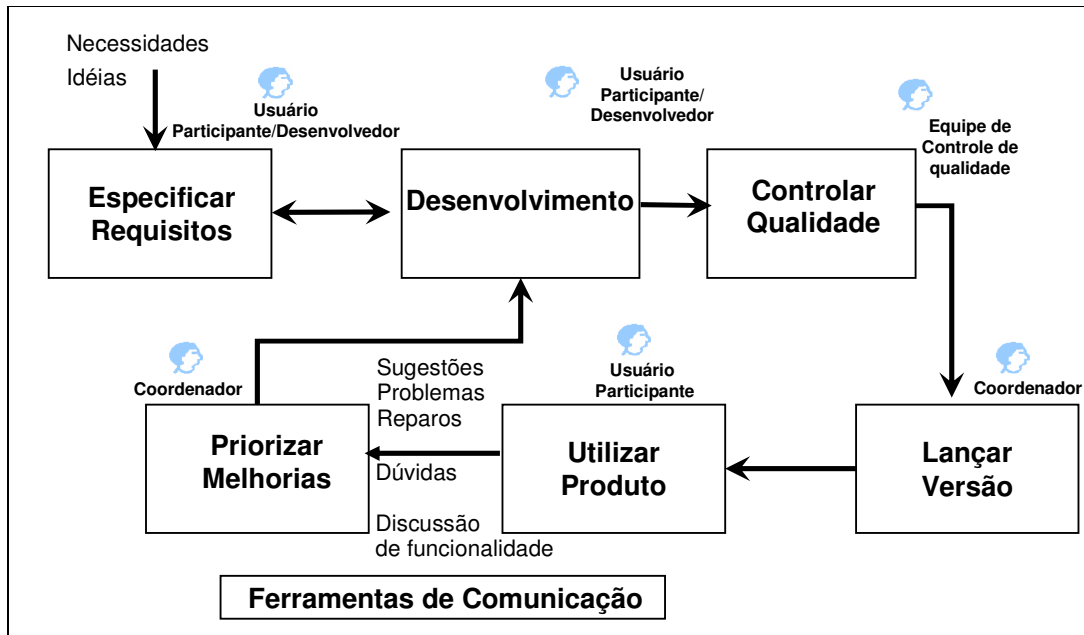 Necessidades
Idéias
Usuário
Participante/Desenvolvedor
Usuário
Participante/
Desenvolvedor
Equipe de
Controle de
qualidade
Especificar
Requisitos
Desenvolvimento
Controlar
Qualidade
Coordenador
Sugestões
Problemas
Reparos
Dúvidas
Discussão
de funcionalidade
Usuário
Participante
Coordenador
Priorizar
Melhorias
Utilizar
Produto
Lançar
Versão
Ferramentas de Comunicação